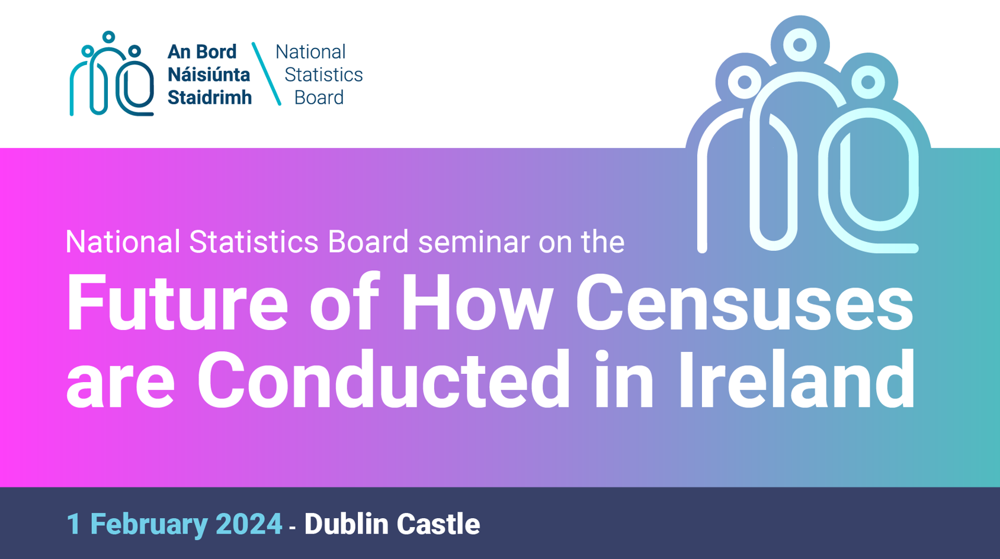 An Bord
Náisiúnta
Staidrimh
National
Statistics
Board
National Statistics Board seminar on the
Future of How Censuses
are Conducted in Ireland
1 February 2024 - Dublin Castle